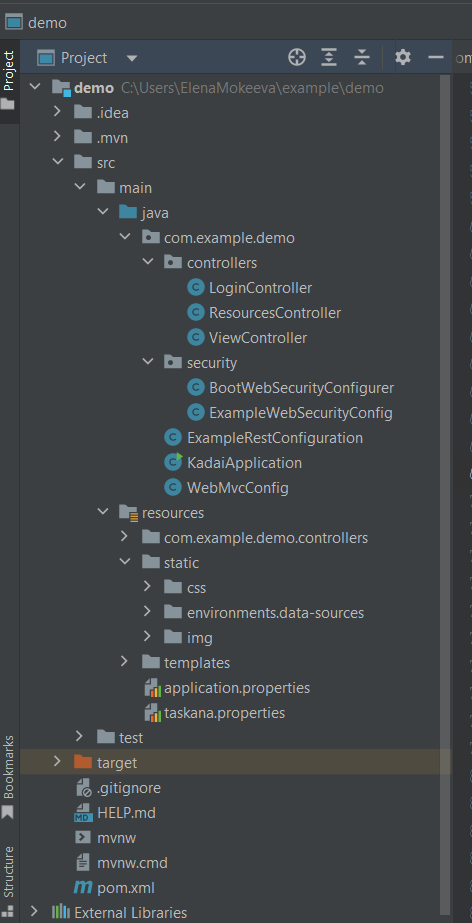 demo
Project
Project
demo C:\Users\ElenaMokeeva\example\demo
.idea
.mvn
src
main
java
com.example.demo
controllers
LoginController
ResourcesController
ViewController
security
BootWebSecurityConfigurer
ExampleWebSecurityConfig
ExampleRestConfiguration
KadaiApplication
WebMvcConfig
resources
com.example.demo.controllers
static
css
environments.data-sources
img
templates
application.properties
taskana.properties
test
target
.gitignore
HELP.md
mvnw
mvnw.cmd
pom.xml
External Libraries
Bookmarks
Structure